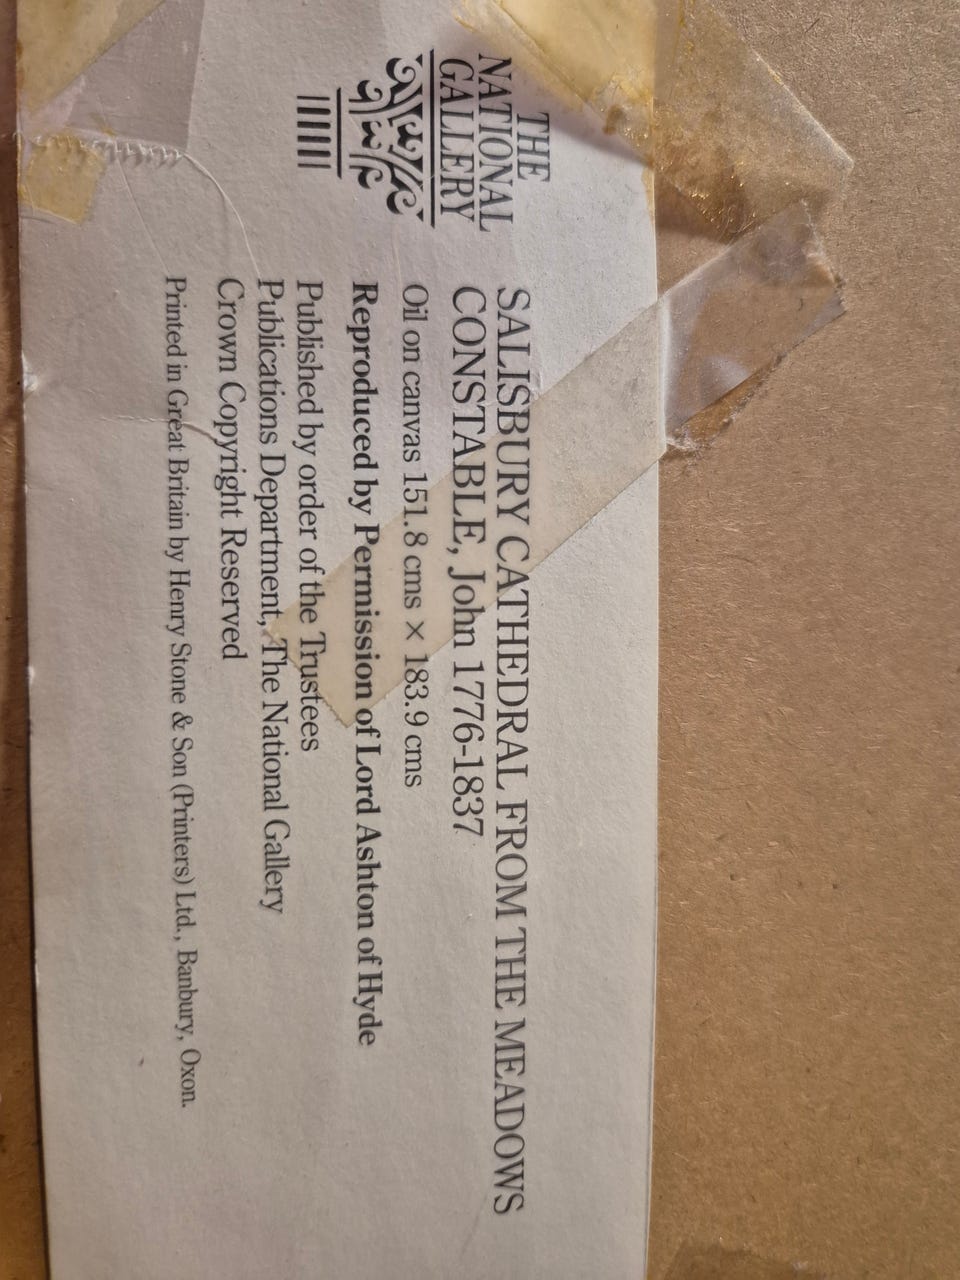 THE
NATIONAL
GALLERY
SALISBURY CATHEDRAL FROM THE MEADOWS
CONSTABLE, John 1776-1837
Oil on canvas 151.8 cms × 183.9 cms
Reproduced by Permission of Lord Ashton of Hyde
Published by order of the Trustees
Publications Department, The National Gallery
Crown Copyright Reserved
Printed in Great Britain by Henry Stone & Son (Printers) Ltd., Banbury, Oxon.